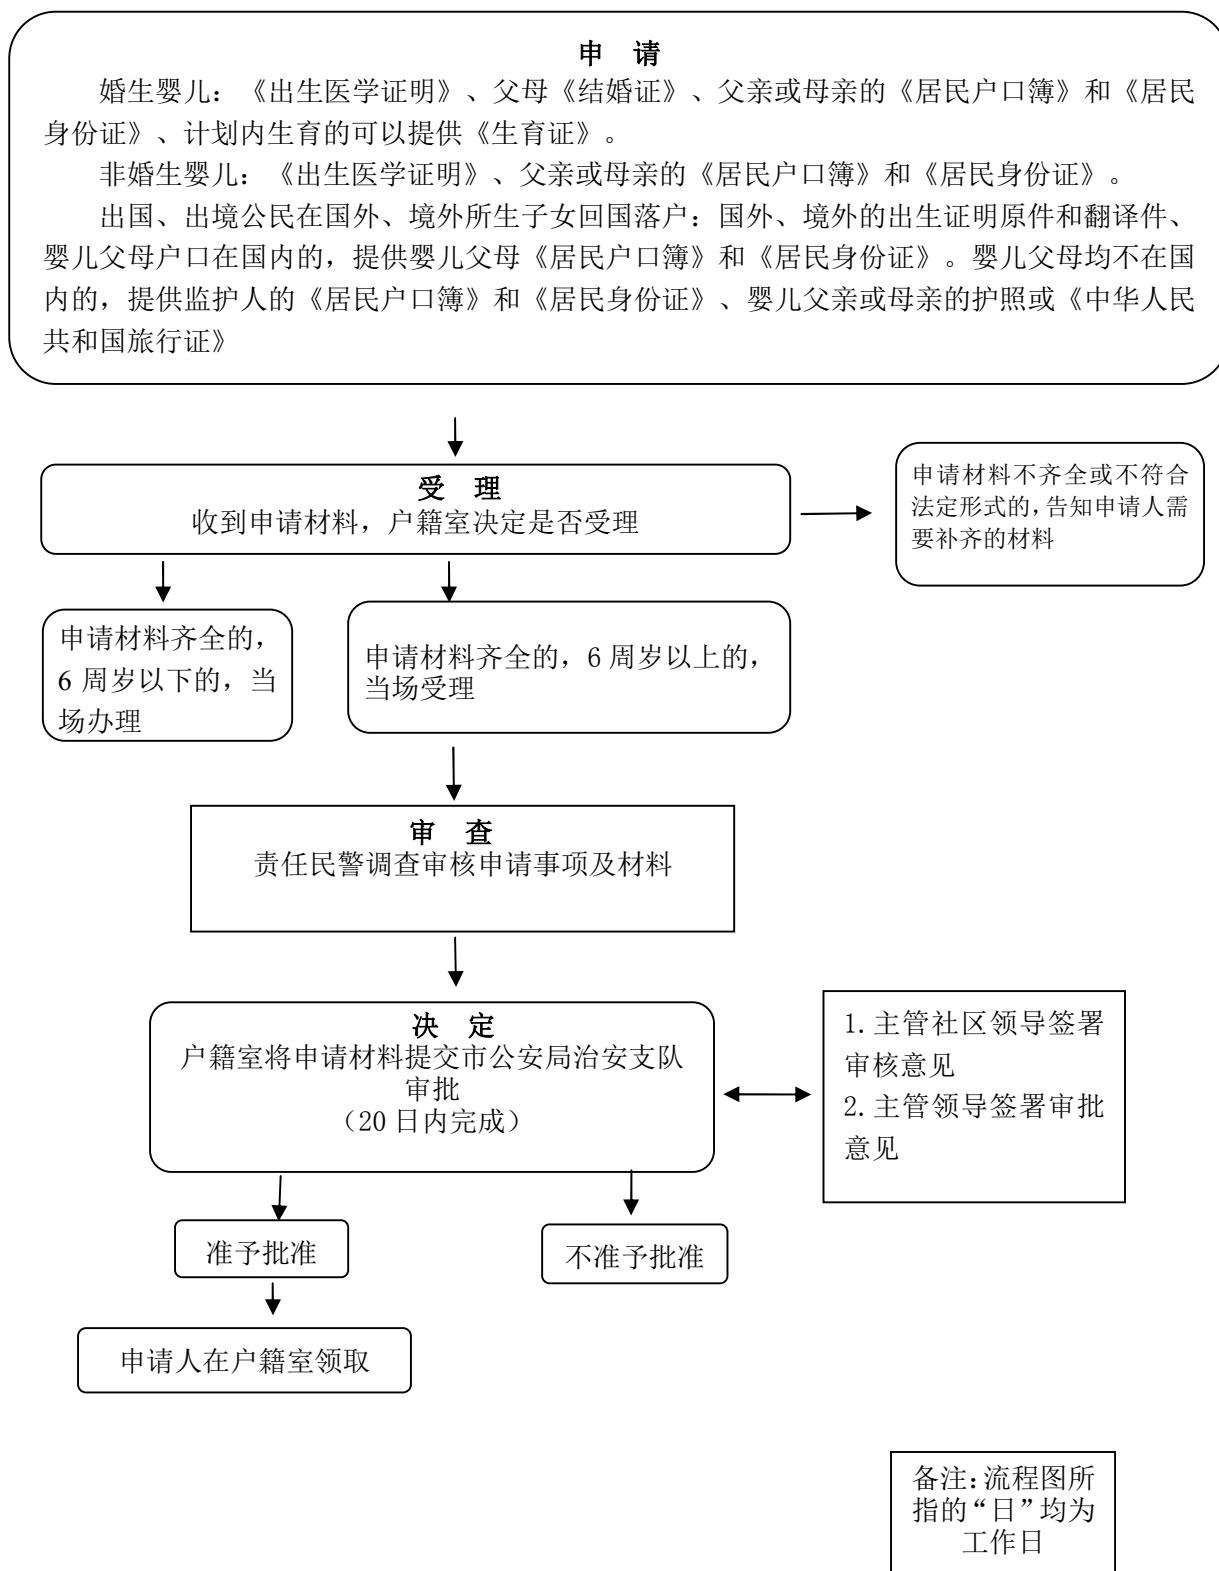 申 请
婚生婴儿：《出生医学证明》、父母《结婚证》、父亲或母亲的《居民户口簿》和《居民
身份证》、计划内生育的可以提供《生育证》。
非婚生婴儿：《出生医学证明》、父亲或母亲的《居民户口簿》和《居民身份证》。
出国、出境公民在国外、境外所生子女回国落户：国外、境外的出生证明原件和翻译件、
婴儿父母户口在国内的，提供婴儿父母《居民户口簿》和《居民身份证》。婴儿父母均不在国
内的，提供监护人的《居民户口簿》和《居民身份证》、婴儿父亲或母亲的护照或《中华人民
共和国旅行证》
受 理
收到申请材料，户籍室决定是否受理
申请材料不齐全或不符合
法定形式的，告知申请人需
要补齐的材料
申请材料齐全的，
6 周岁以下的，当
场办理
申请材料齐全的，6 周岁以上的，
当场受理
审 查
责任民警调查审核申请事项及材料
决 定
户籍室将申请材料提交市公安局治安支队
审批
（20 日内完成）
1. 主管社区领导签署
审核意见
2. 主管领导签署审批
意见
准予批准
不准予批准
申请人在户籍室领取
备注：流程图所
指的“日”均为
工作日